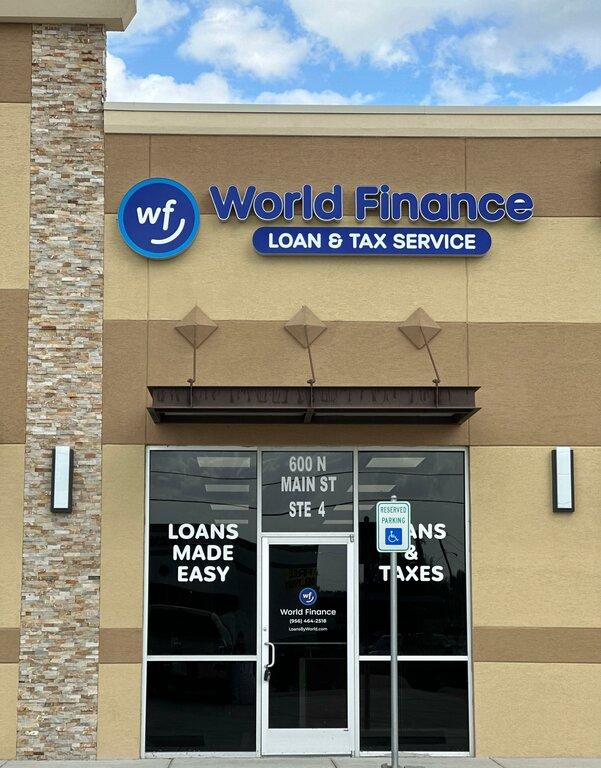 wf
World Finance
LOAN & TAX SERVICE
600 N
MAIN ST
STE 4
LOANS
MADE
EASY
RESERVED
PARKING
ANS
&
TAXES
wf
World Finance
(956) 464-2518
LoansByWorld.com